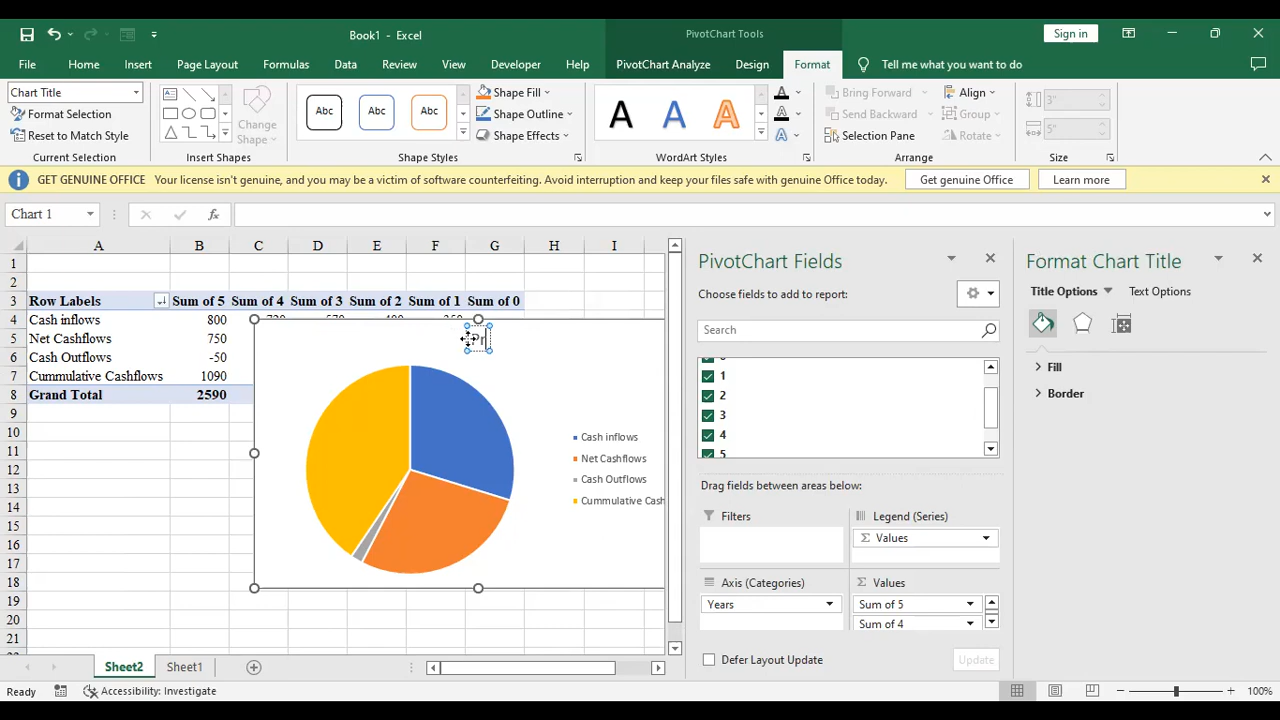 Book1 - Excel
PivotChart Tools
Sign in
File Home Insert Page Layout Formulas Data Review View Developer Help PivotChart Analyze Design Format Tell me what you want to do
Chart Title
Format Selection
Reset to Match Style
Current Selection
Change Shape
Insert Shapes
Abc Abc Abc
Shape Fill
Shape Outline
Shape Effects
Shape Styles
A A A
WordArt Styles
Bring Forward
Send Backward
Selection Pane
Align
Group
Rotate
Arrange
3"
5"
Size
GET GENUINE OFFICE Your license isn't genuine, and you may be a victim of software counterfeiting. Avoid interruption and keep your files safe with genuine Office today. Get genuine Office Learn more
Chart 1
fx
A B C D E F G H I
1
2
3 Row Labels Sum of 5 Sum of 4 Sum of 3 Sum of 2 Sum of 1 Sum of 0
4 Cash inflows 800
5 Net Cashflows 750
6 Cash Outflows -50
7 Cummulative Cashflows 1090
8 Grand Total 2590
9
10
11
12
13
14
15
16
17
18
19
20
21
Pr
Cash inflows
Net Cashflows
Cash Outflows
Cummulative Cash
PivotChart Fields
Choose fields to add to report:
Search
1
2
3
4
5
Drag fields between areas below:
Filters
Legend (Series)
Σ Values
Axis (Categories)
Years
Σ Values
Sum of 5
Sum of 4
Defer Layout Update
Update
Format Chart Title
Title Options Text Options
Fill
Border
Sheet2 Sheet1
Ready Accessibility: Investigate
100%